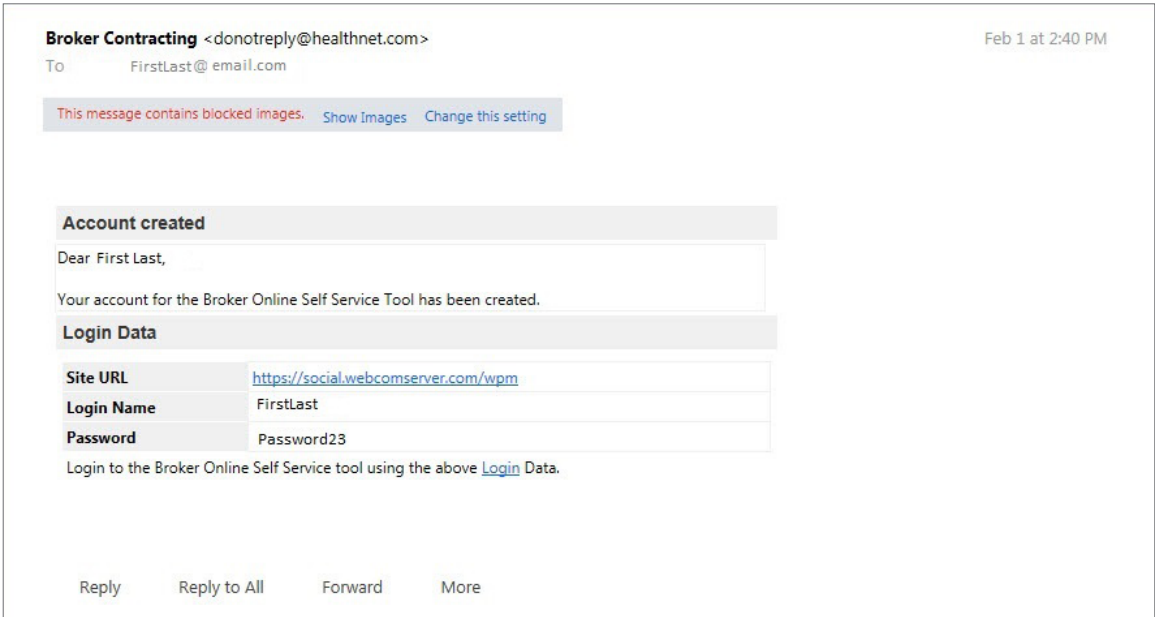 Broker Contracting <donotreply@healthnet.com> Feb 1 at 2:40 PM
To FirstLast@ email.com
This message contains blocked images. Show Images Change this setting
Account created
Dear First Last,
Your account for the Broker Online Self Service Tool has been created.
Login Data
Site URL https://social.webcomserver.com/wpm
Login Name FirstLast
Password Password23
Login to the Broker Online Self Service tool using the above Login Data.
Reply Reply to All Forward More